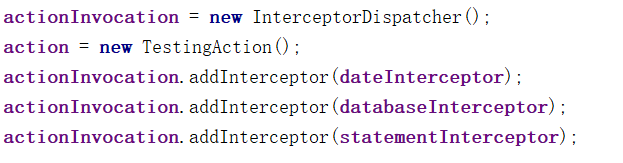 actionInvocation = new InterceptorDispatcher();
action = new TestingAction();
actionInvocation.addInterceptor(dateInterceptor);
actionInvocation.addInterceptor(databaseInterceptor);
actionInvocation.addInterceptor(statementInterceptor);